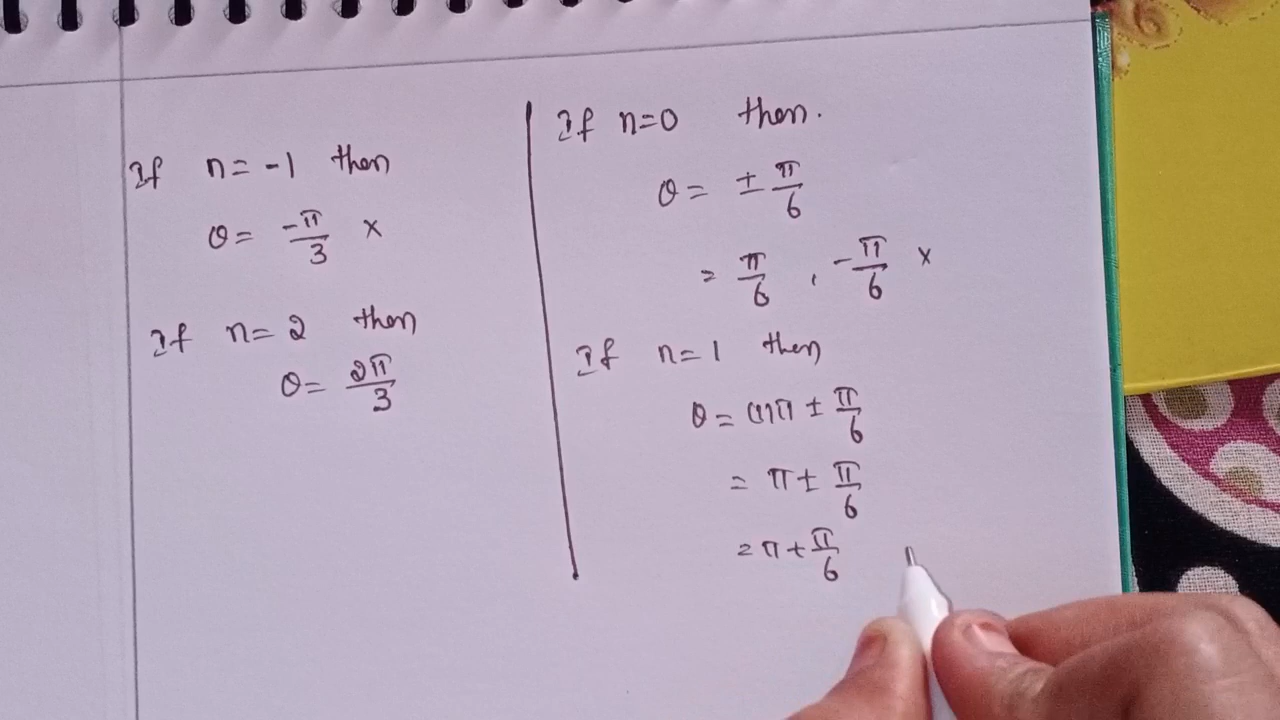 If n = -1 then
θ = -π/3 ×
If n = 2 then
θ = 2π/3
If n=0 then.
θ = ± π/6
= π/6 , -π/6 ×
If n=1 then
θ = (1)π ± π/6
= π ± π/6
= π + π/6